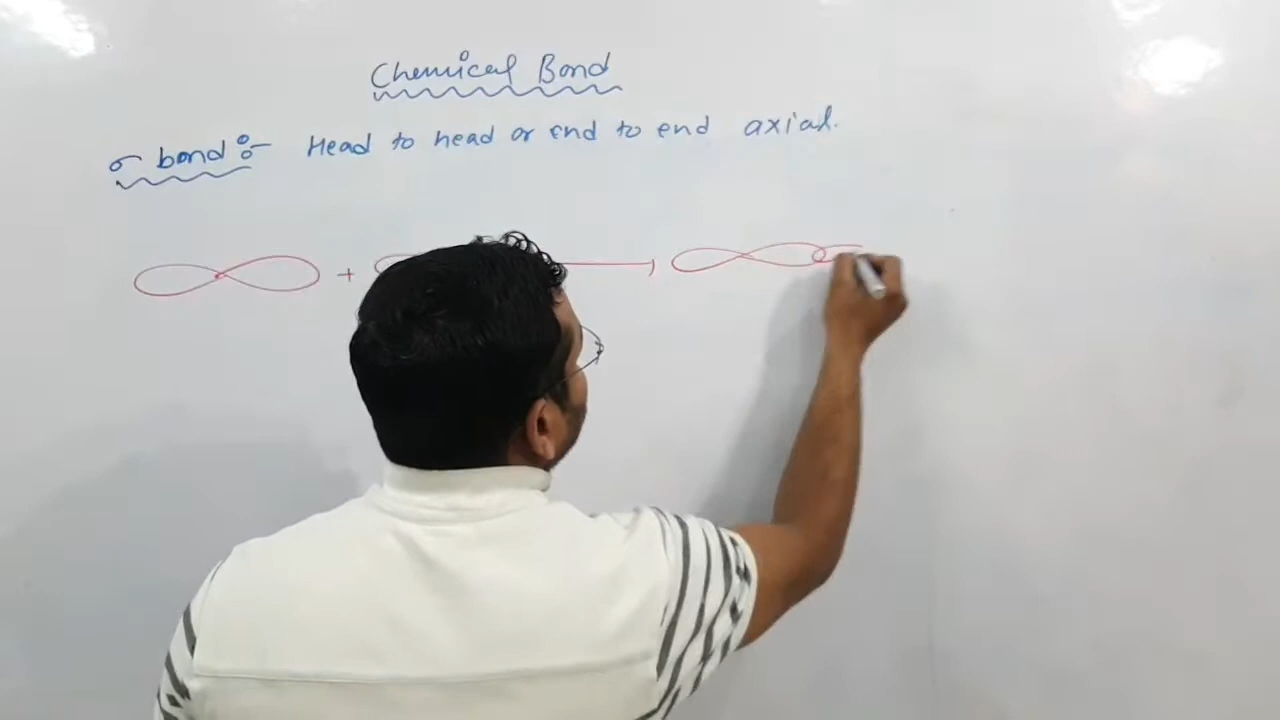 Chemical Bond
σ bond :- Head to head or end to end axial.
+